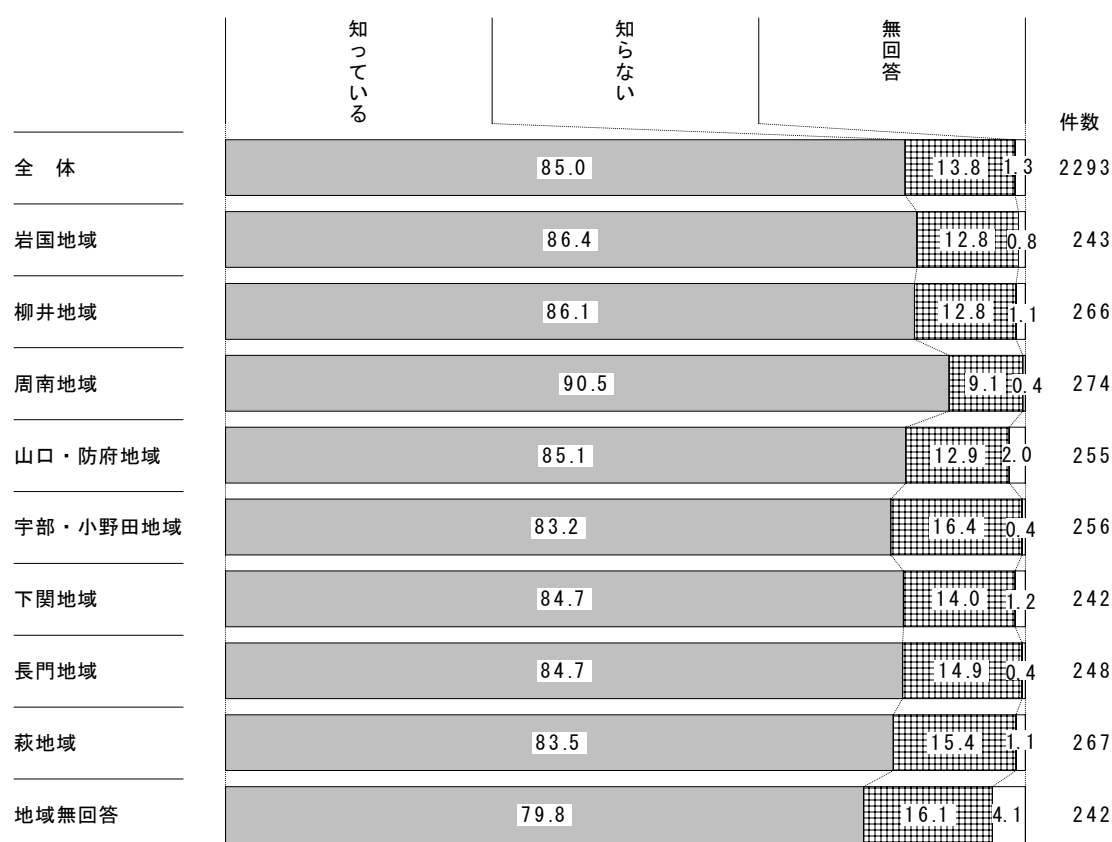 知っている
知らない
無回答
件数
全　体 85.0 13.8 1.3 2293
岩国地域 86.4 12.8 0.8 243
柳井地域 86.1 12.8 1.1 266
周南地域 90.5 9.1 0.4 274
山口・防府地域 85.1 12.9 2.0 255
宇部・小野田地域 83.2 16.4 0.4 256
下関地域 84.7 14.0 1.2 242
長門地域 84.7 14.9 0.4 248
萩地域 83.5 15.4 1.1 267
地域無回答 79.8 16.1 4.1 242